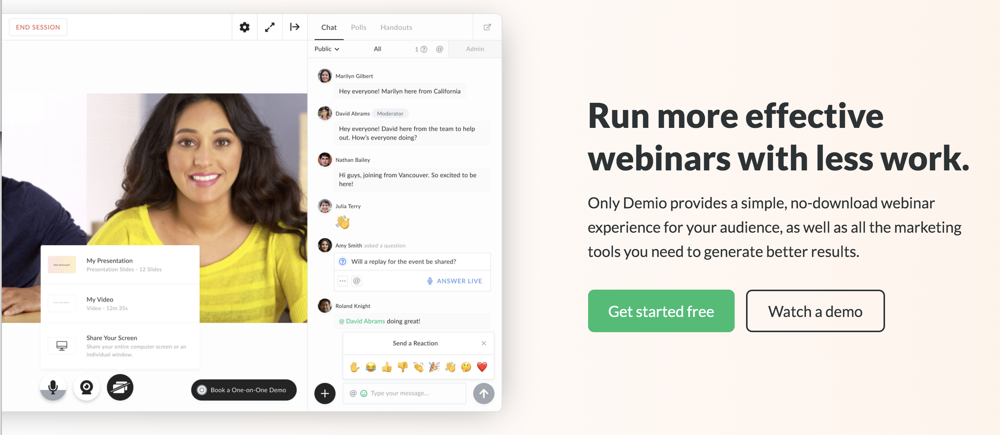 END SESSION
Chat Polls Handouts
Public All 1 @ Admin
Marilyn Gilbert
Hey everyone! Marilyn here from California
David Abrams Moderator
Hey everyone! David here from the team to help
out. How's everyone doing?
Nathan Bailey
Hi guys, joining from Vancouver. So excited to be
here!
Julia Terry
👋
Amy Smith asked a question
Will a replay for the event be shared?
... @ ANSWER LIVE
Roland Knight
@ David Abrams doing great!
Send a Reaction
@ Type your message...
My Presentation
Presentation Slides - 12 Slides
My Video
Video - 12m 35s
Share Your Screen
Share your entire computer screen or an
individual window.
Book a One-on-One Demo
Run more effective
webinars with less work.
Only Demio provides a simple, no-download webinar
experience for your audience, as well as all the marketing
tools you need to generate better results.
Get started free
Watch a demo